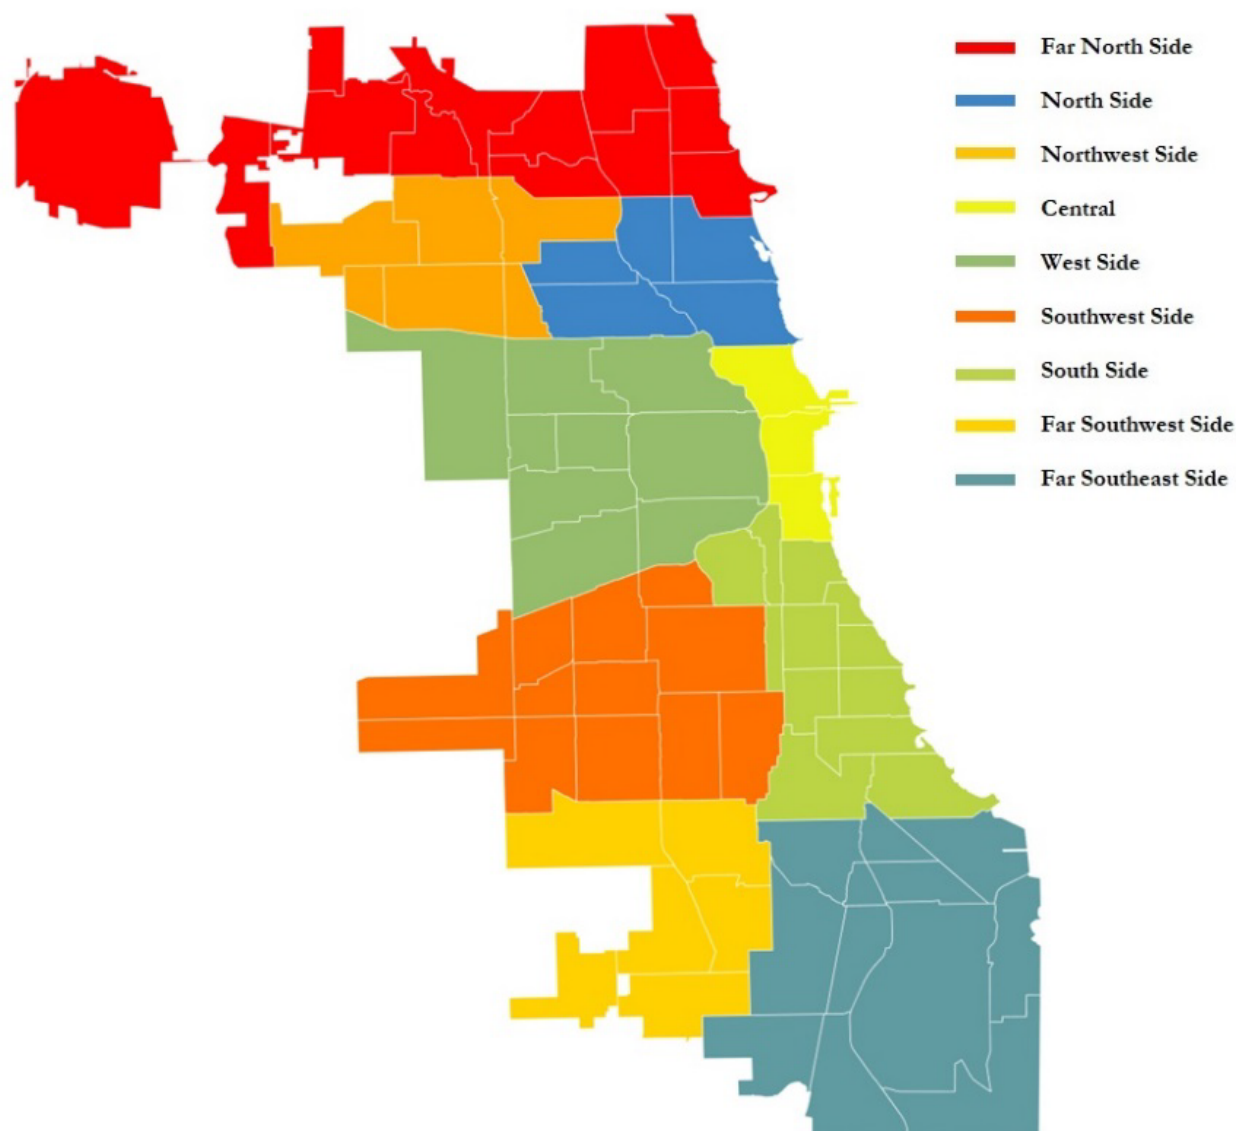 Far North Side
North Side
Northwest Side
Central
West Side
Southwest Side
South Side
Far Southwest Side
Far Southeast Side